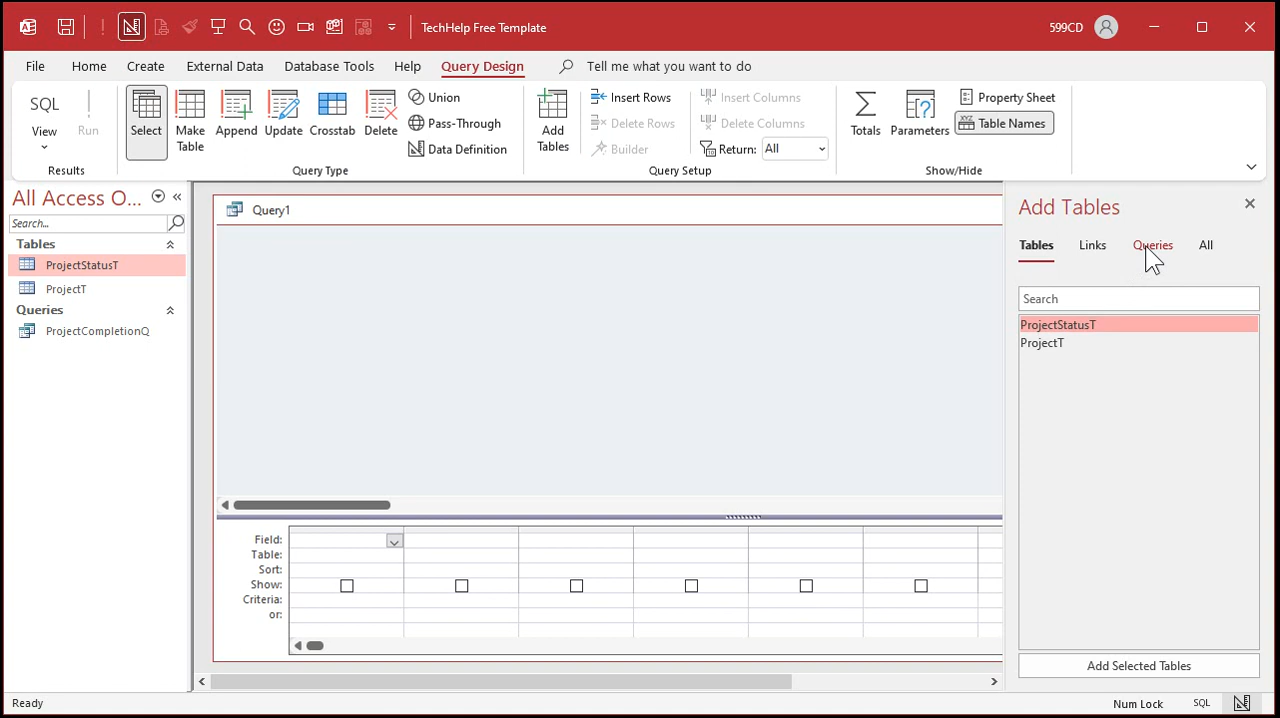 TechHelp Free Template
599CD
File Home Create External Data Database Tools Help Query Design Tell me what you want to do
SQL
View
Run
Results
Select
Make
Table
Append
Update
Crosstab
Delete
Union
Pass-Through
Data Definition
Query Type
Add
Tables
Insert Rows
Delete Rows
Builder
Insert Columns
Delete Columns
Return: All
Query Setup
Totals
Parameters
Property Sheet
Table Names
Show/Hide
All Access O...
Search...
Tables
ProjectStatusT
ProjectT
Queries
ProjectCompletionQ
Query1
Field:
Table:
Sort:
Show:
Criteria:
or:
Add Tables
Tables Links Queries All
Search
ProjectStatusT
ProjectT
Add Selected Tables
Ready
Num Lock
SQL